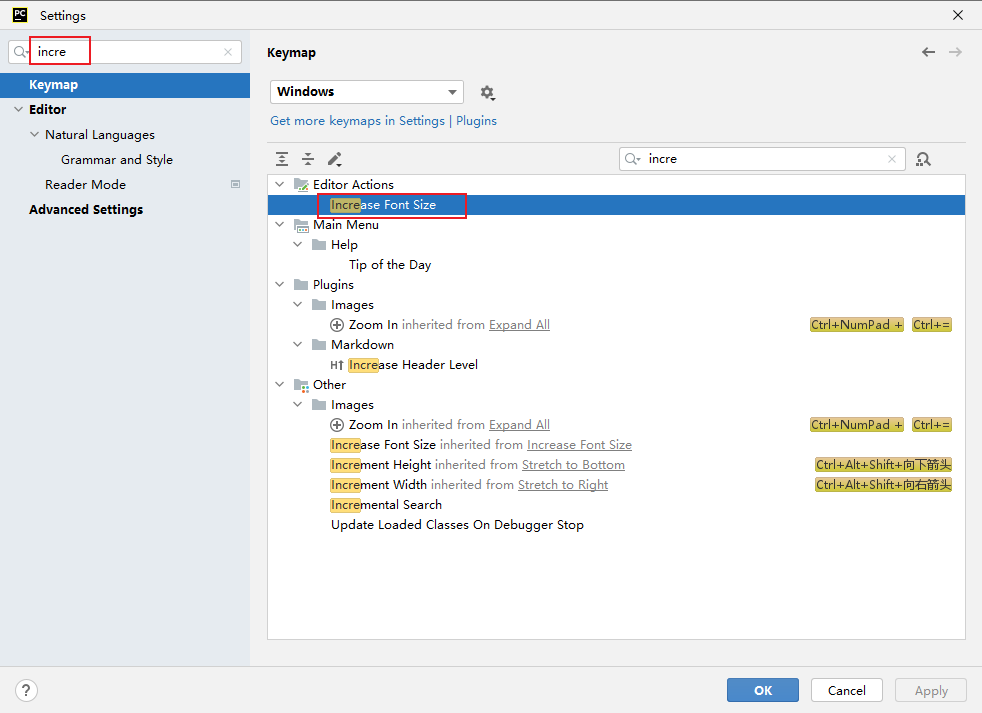 PC Settings
incre
Keymap
Editor
Natural Languages
Grammar and Style
Reader Mode
Advanced Settings
Keymap
Windows
Get more keymaps in Settings | Plugins
incre
Editor Actions
Increase Font Size
Main Menu
Help
Tip of the Day
Plugins
Images
Zoom In inherited from Expand All Ctrl+NumPad + Ctrl+=
Markdown
H↑ Increase Header Level
Other
Images
Zoom In inherited from Expand All Ctrl+NumPad + Ctrl+=
Increase Font Size inherited from Increase Font Size
Increment Height inherited from Stretch to Bottom Ctrl+Alt+Shift+向下箭头
Increment Width inherited from Stretch to Right Ctrl+Alt+Shift+向右箭头
Incremental Search
Update Loaded Classes On Debugger Stop
? OK Cancel Apply